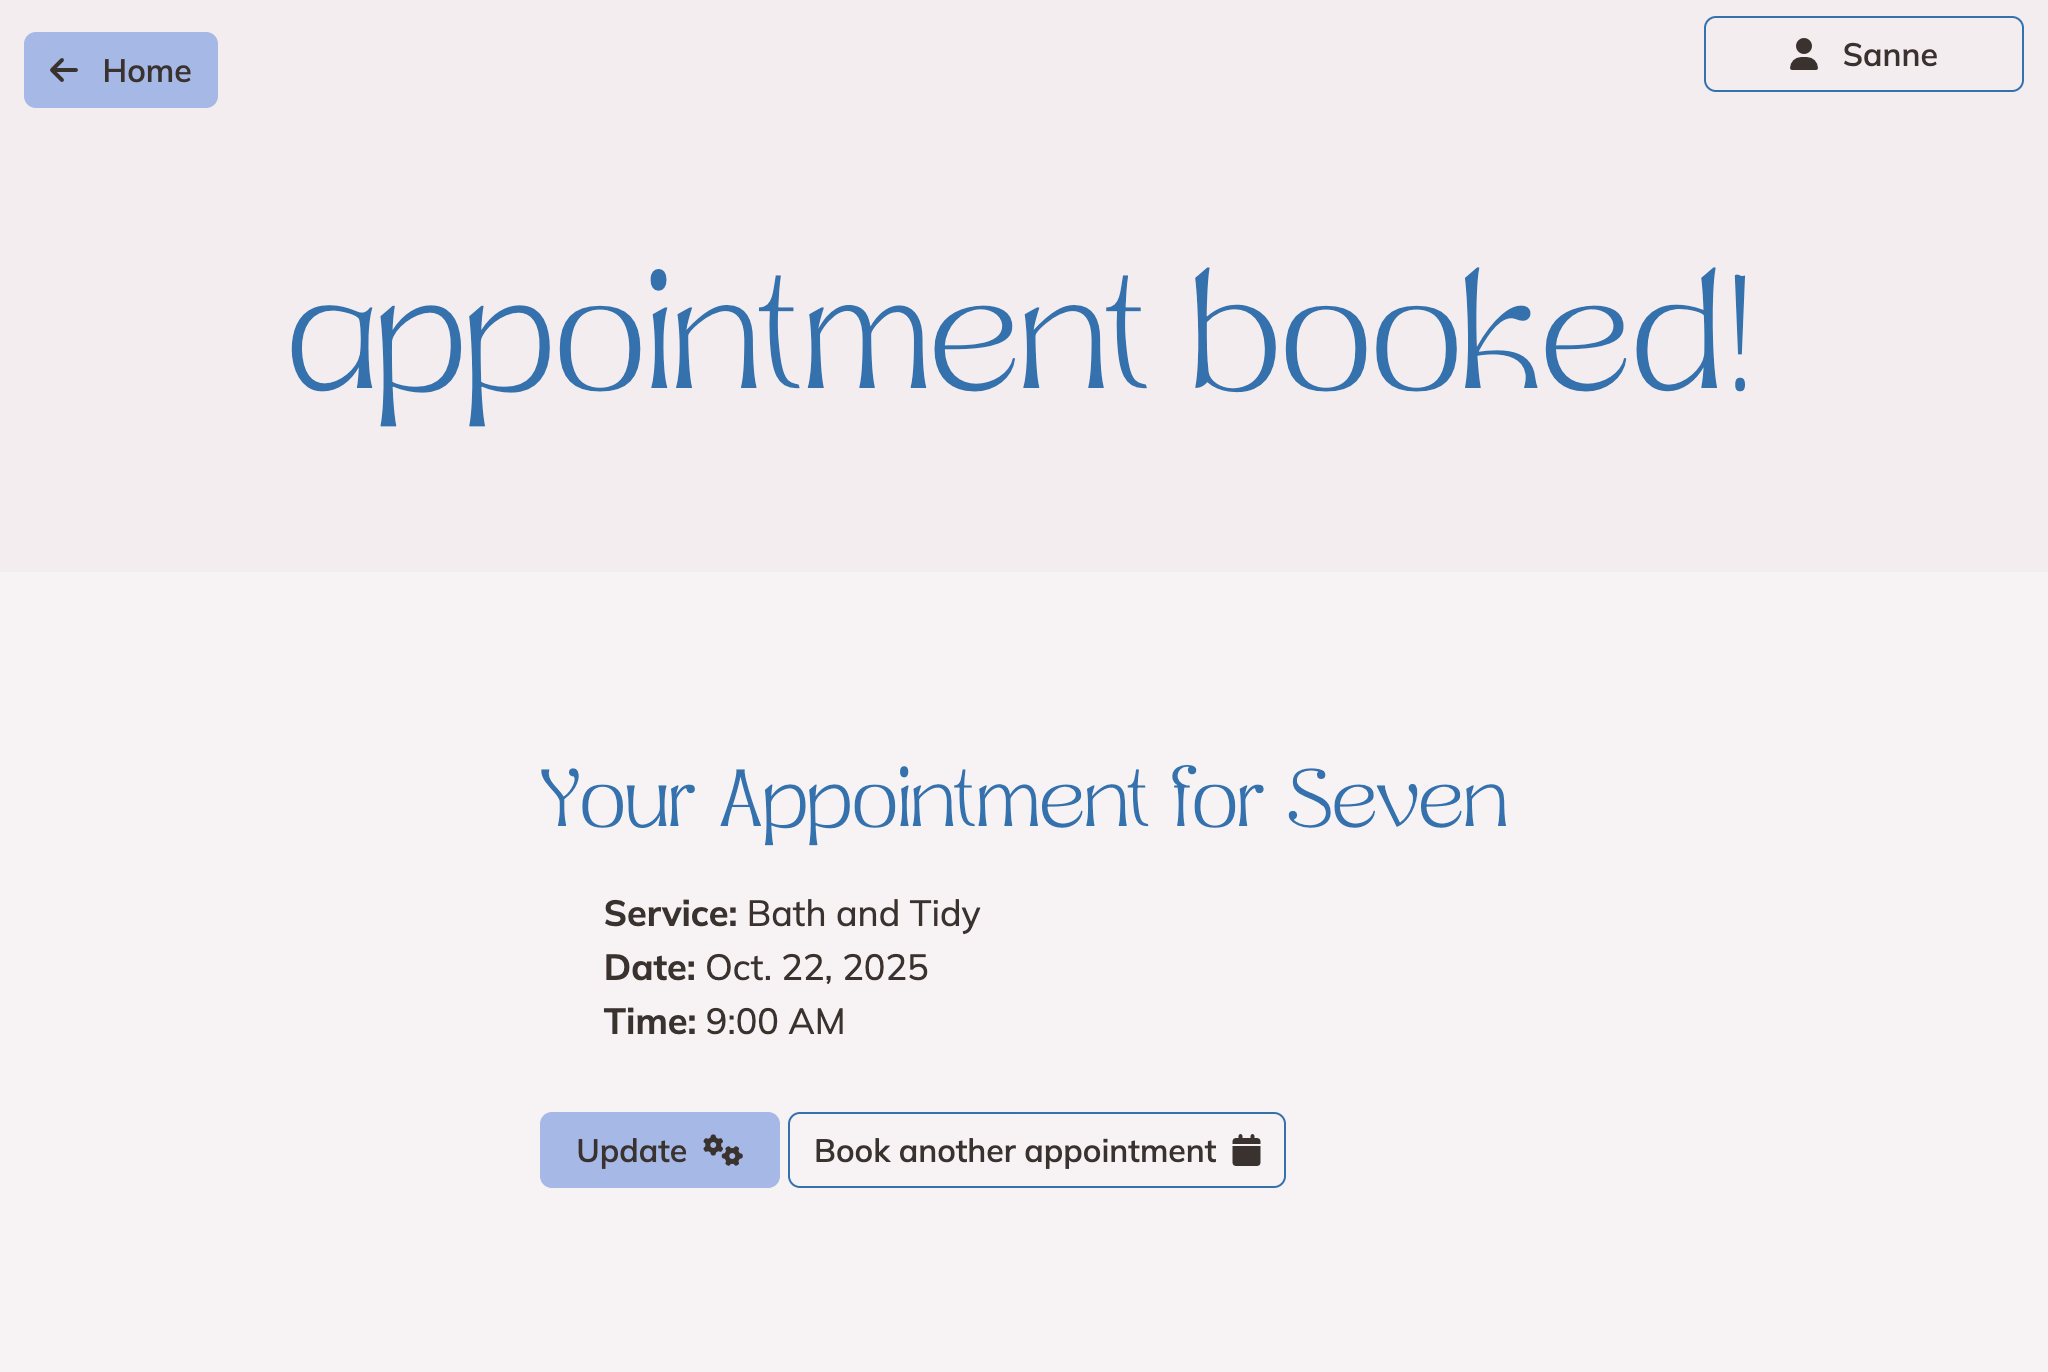 Home
Sanne
appointment booked!
Your Appointment for Seven
Service: Bath and Tidy
Date: Oct. 22, 2025
Time: 9:00 AM
Update
Book another appointment